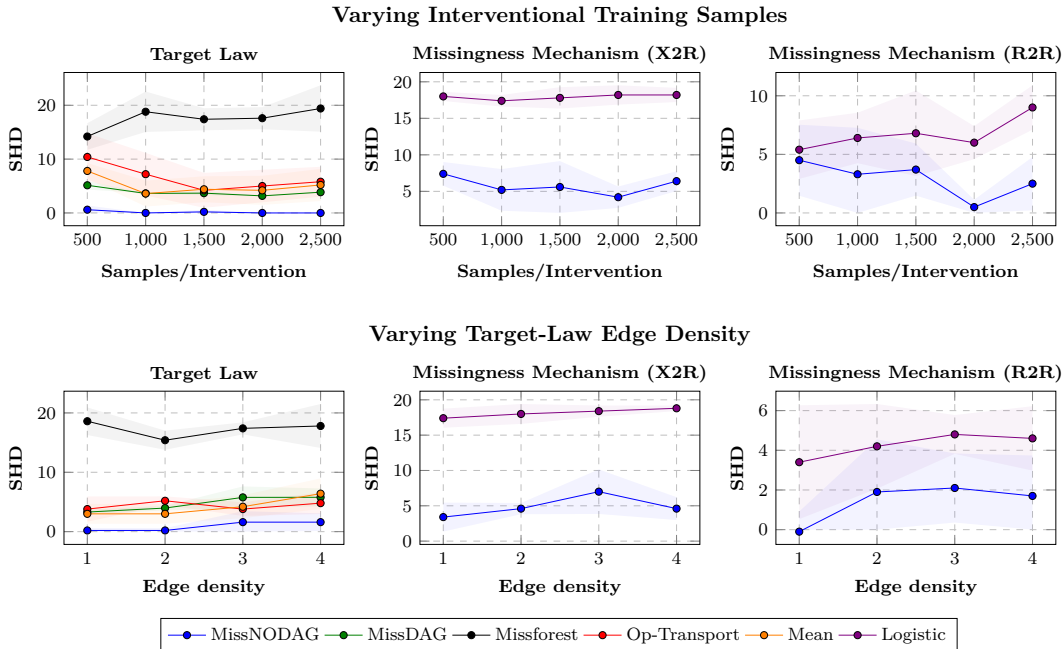 Varying Interventional Training Samples
Target Law
Missingness Mechanism (X2R)
Missingness Mechanism (R2R)
SHD
20
10
0
500
1,000
1,500
2,000
2,500
Samples/Intervention
SHD
20
15
10
5
500
1,000
1,500
2,000
2,500
Samples/Intervention
SHD
10
5
0
500
1,000
1,500
2,000
2,500
Samples/Intervention
Varying Target-Law Edge Density
Target Law
Missingness Mechanism (X2R)
Missingness Mechanism (R2R)
SHD
20
10
0
1
2
3
4
Edge density
SHD
20
15
10
5
0
1
2
3
4
Edge density
SHD
6
4
2
0
1
2
3
4
Edge density
MissNODAG MissDAG Missforest Op-Transport Mean Logistic